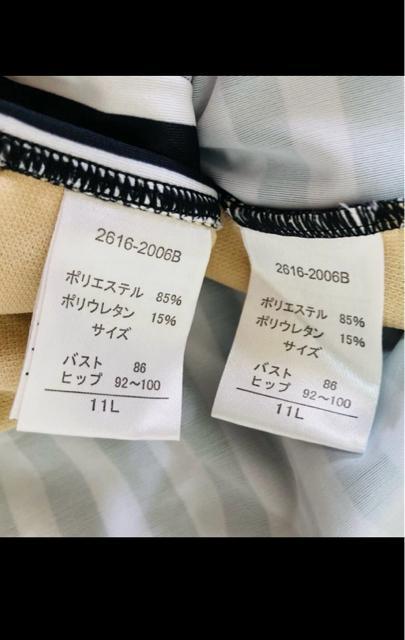 2616-2006B
ポリエステル 85%
ポリウレタン 15%
サイズ
バスト 86
ヒップ 92〜100
11L
2616-2006B
ポリエステル 85%
ポリウレタン 15%
サイズ
バスト 86
ヒップ 92〜100
11L